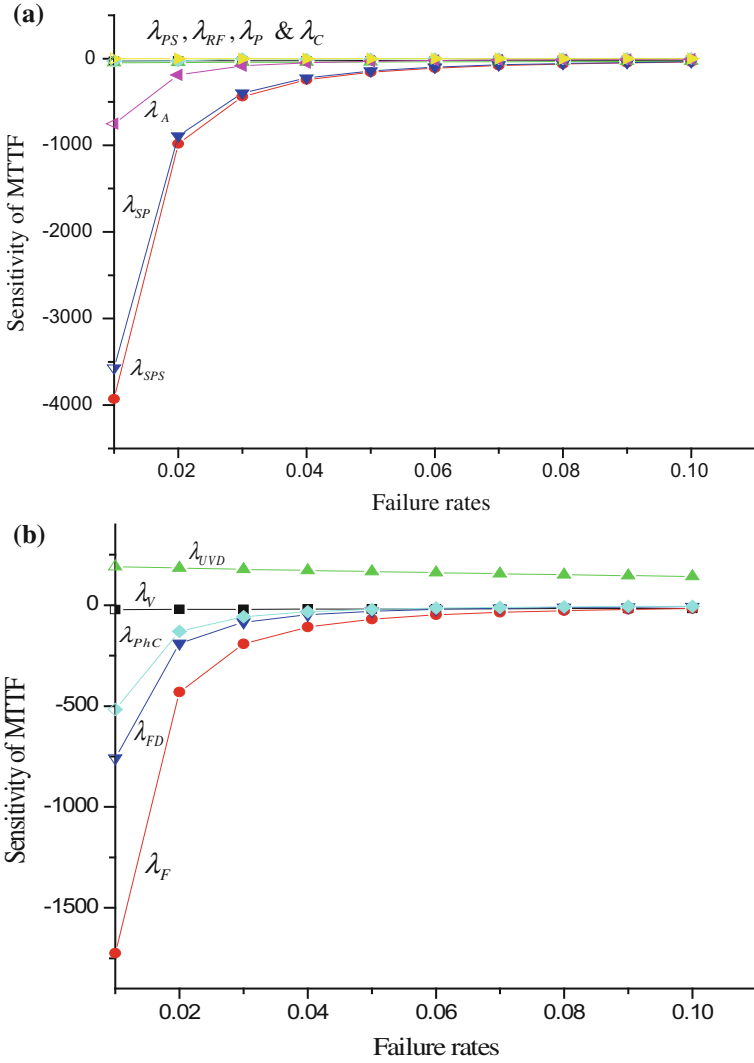 (a)
λPS , λRF , λP & λC
0
-1000
-2000
-3000
-4000
λA
λSP
λSPS
Sensitivity of MTTF
0.02 0.04 0.06 0.08 0.10
Failure rates
(b)
λUVD
λV
λPhC
λFD
λF
0
-500
-1000
-1500
Sensitivity of MTTF
0.02 0.04 0.06 0.08 0.10
Failure rates